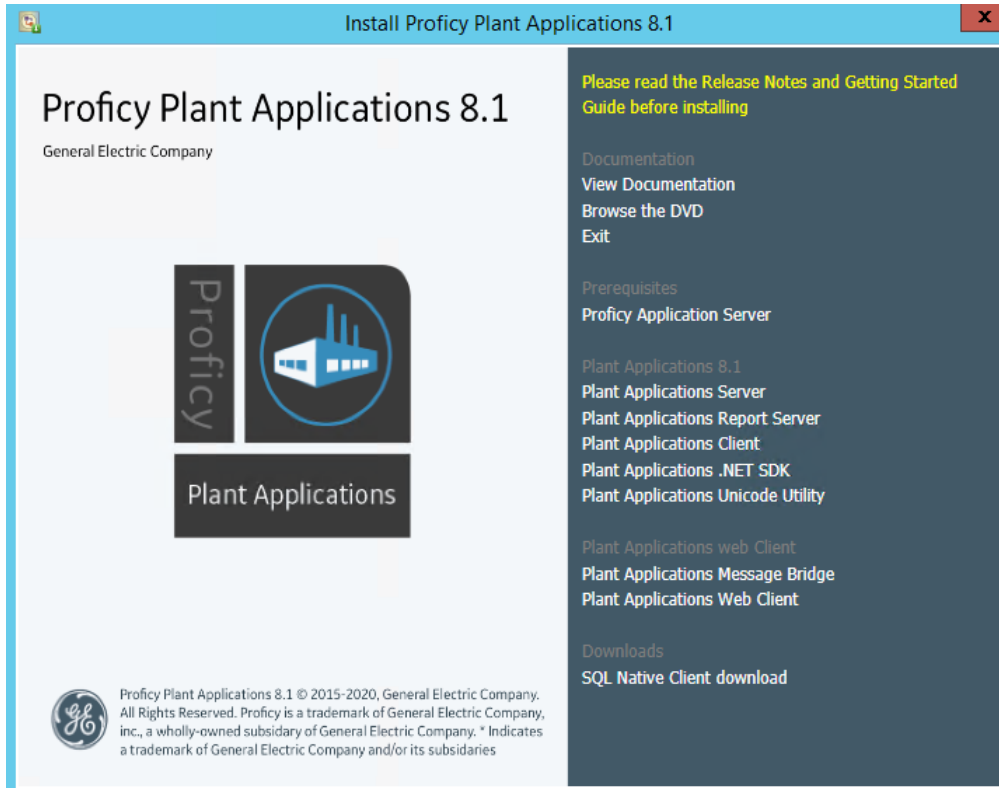 Install Proficy Plant Applications 8.1
x
Proficy Plant Applications 8.1
General Electric Company
Proficy
Plant Applications
Proficy Plant Applications 8.1 © 2015-2020, General Electric Company.
All Rights Reserved. Proficy is a trademark of General Electric Company,
inc., a wholly-owned subsidary of General Electric Company. * Indicates
a trademark of General Electric Company and/or its subsidaries
Please read the Release Notes and Getting Started
Guide before installing
Documentation
View Documentation
Browse the DVD
Exit
Prerequisites
Proficy Application Server
Plant Applications 8.1
Plant Applications Server
Plant Applications Report Server
Plant Applications Client
Plant Applications .NET SDK
Plant Applications Unicode Utility
Plant Applications web Client
Plant Applications Message Bridge
Plant Applications Web Client
Downloads
SQL Native Client download